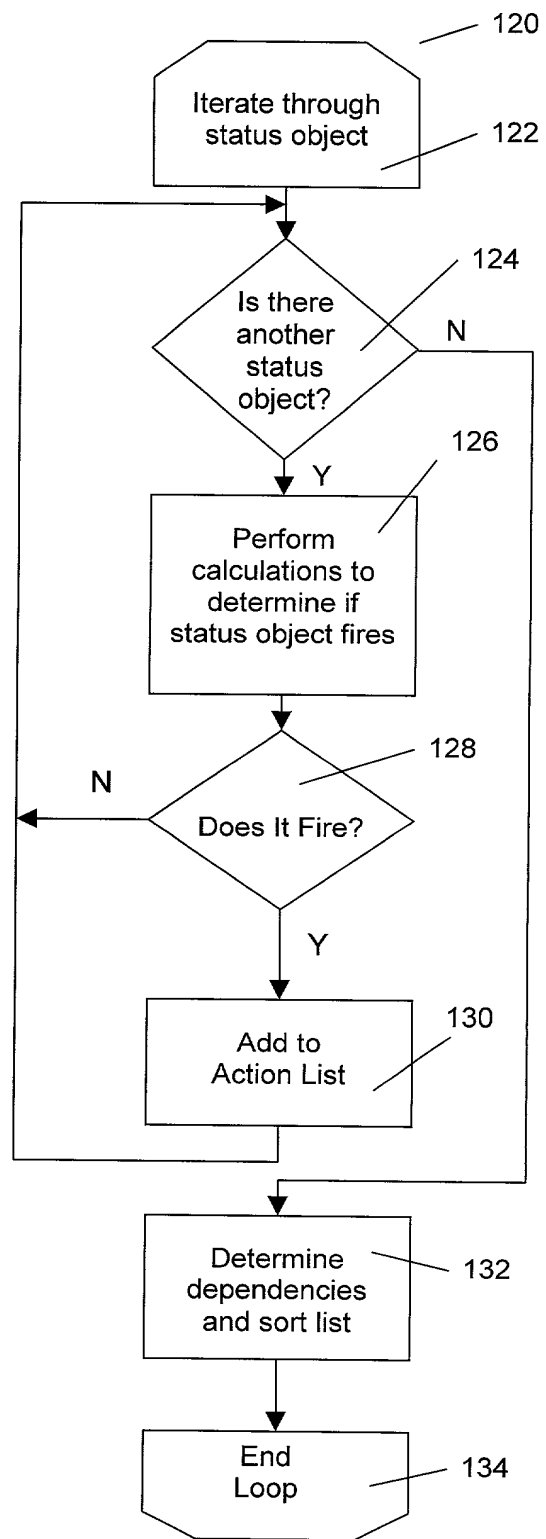 120
Iterate through
status object
122
124
Is there
another
status
object?
N
126
Y
Perform
calculations to
determine if
status object fires
128
N
Does It Fire?
Y
130
Add to
Action List
Determine
dependencies
and sort list
132
End
Loop
134